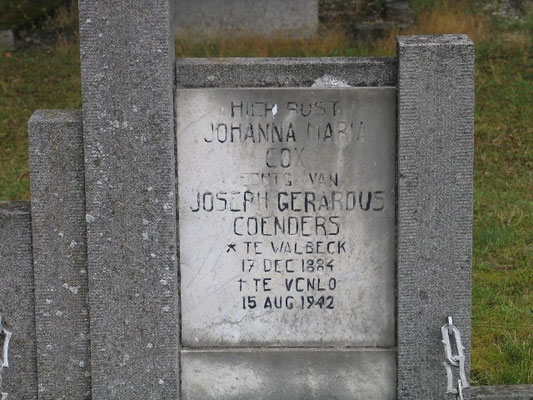 HIER RUST
JOHANNA MARIA
COX
ECHTG. VAN
JOSEPH GERARDUS
COENDERS
* TE WALBECK
17 DEC 1884
† TE VENLO
15 AUG 1942